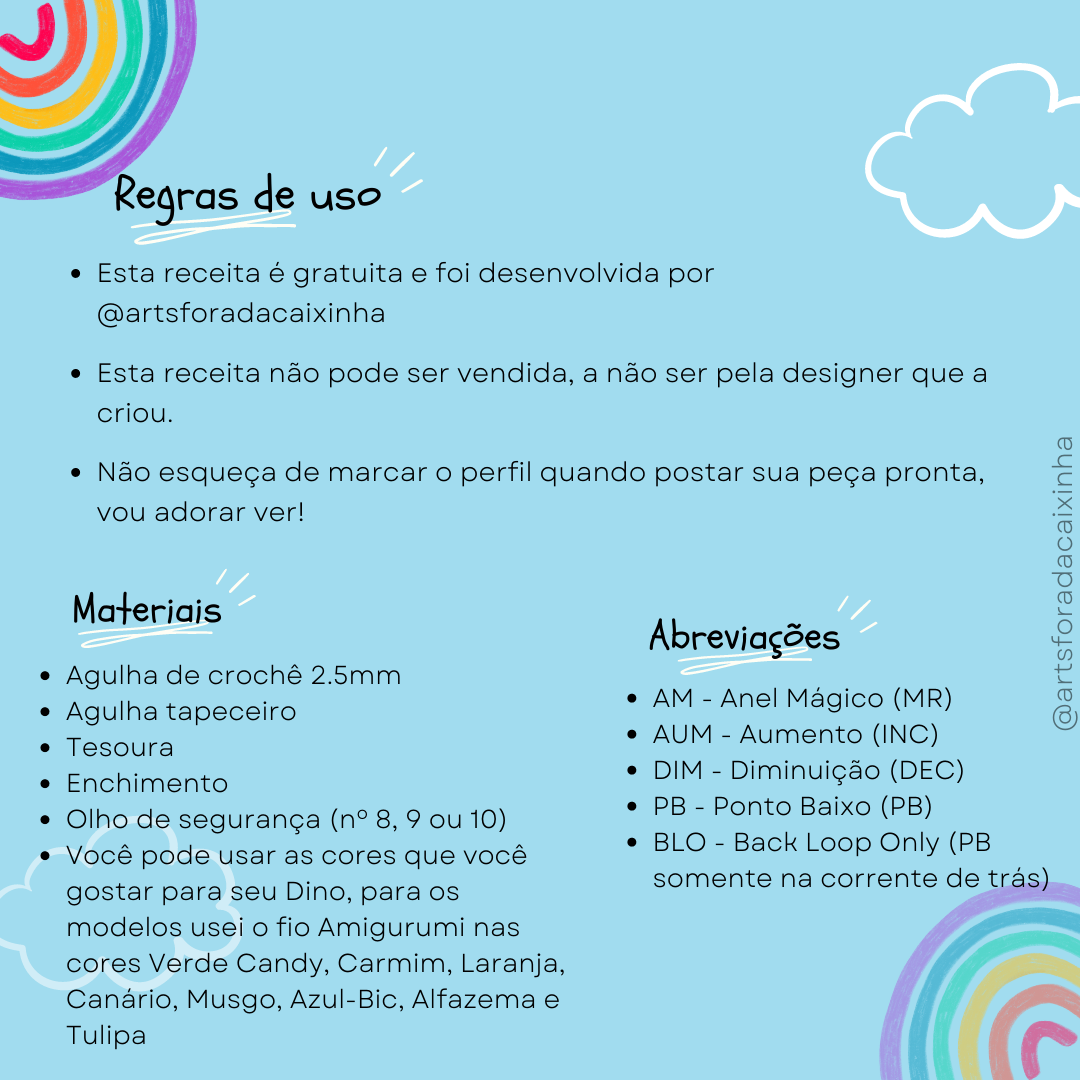 Regras de uso
• Esta receita é gratuita e foi desenvolvida por
@artsforadacaixinha
• Esta receita não pode ser vendida, a não ser pela designer que a
criou.
• Não esqueça de marcar o perfil quando postar sua peça pronta,
vou adorar ver!
Materiais
• Agulha de crochê 2.5mm
• Agulha tapeceiro
• Tesoura
• Enchimento
• Olho de segurança (nº 8, 9 ou 10)
• Você pode usar as cores que você
gostar para seu Dino, para os
modelos usei o fio Amigurumi nas
cores Verde Candy, Carmim, Laranja,
Canário, Musgo, Azul-Bic, Alfazema e
Tulipa
Abreviações
• AM - Anel Mágico (MR)
• AUM - Aumento (INC)
• DIM - Diminuição (DEC)
• PB - Ponto Baixo (PB)
• BLO - Back Loop Only (PB
somente na corrente de trás)
@artsforadacaixinha